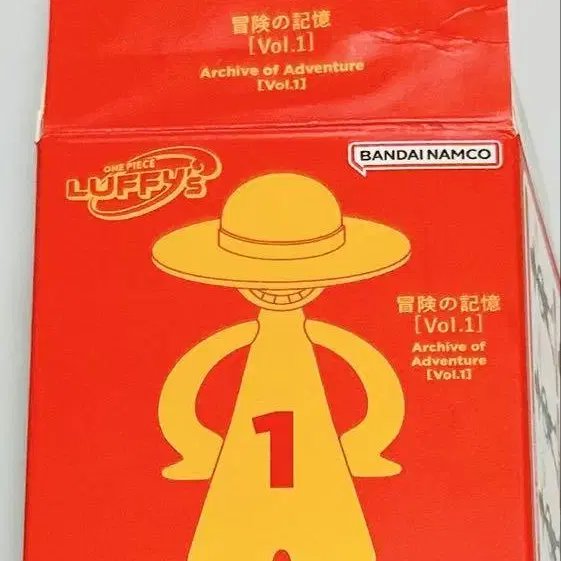 冒険の記憶
[Vol.1]
Archive of Adventure
[Vol.1]
ONE PIECE
LUFFY's
BANDAI NAMCO
冒険の記憶
[Vol.1]
Archive of
Adventure
[Vol.1]
1